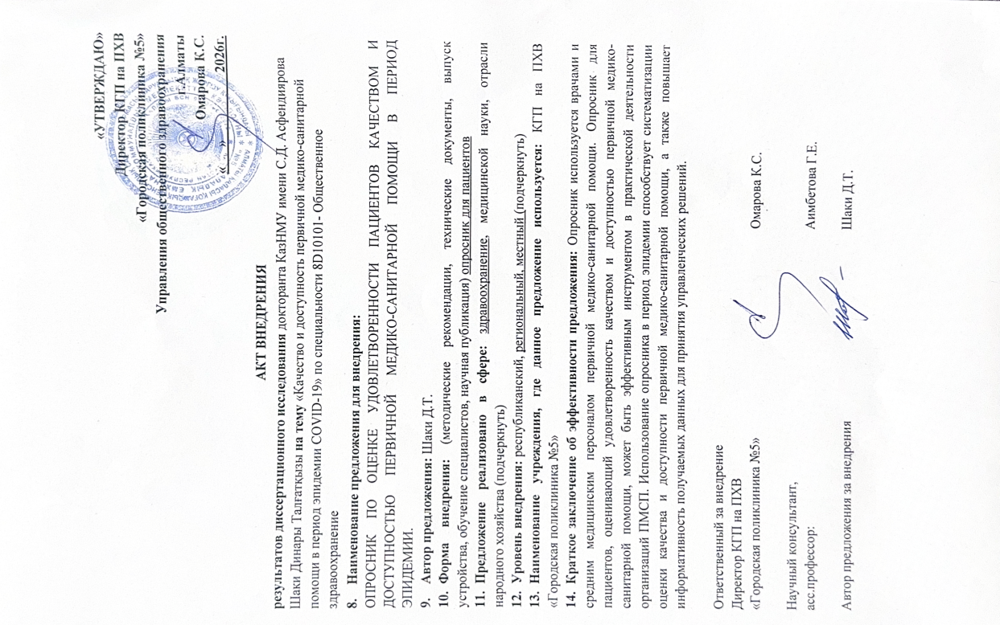 «УТВЕРЖДАЮ»
Директор КГП на ПХВ
«Городская поликлиника №5»
Управления общественного здравоохранения
г.Алматы
Омарова К.С.
«    »            2026г.
АКТ ВНЕДРЕНИЯ
результатов диссертационного исследования докторанта КазНМУ имени С.Д. Асфендиярова
Шаки Динары Талғатқызы на тему «Качество и доступность первичной медико-санитарной
помощи в период эпидемии COVID-19» по специальности 8D10101- Общественное
здравоохранение
8. Наименование предложения для внедрения:
ОПРОСНИК ПО ОЦЕНКЕ УДОВЛЕТВОРЕННОСТИ ПАЦИЕНТОВ КАЧЕСТВОМ И
ДОСТУПНОСТЬЮ ПЕРВИЧНОЙ МЕДИКО-САНИТАРНОЙ ПОМОЩИ В ПЕРИОД
ЭПИДЕМИИ.
9. Автор предложения: Шаки Д.Т.
10. Форма внедрения: (методические рекомендации, технические документы, выпуск
устройства, обучение специалистов, научная публикация) опросник для пациентов
11. Предложение реализовано в сфере: здравоохранение, медицинской науки, отрасли
народного хозяйства (подчеркнуть)
12. Уровень внедрения: республиканский, региональный, местный (подчеркнуть)
13. Наименование учреждения, где данное предложение используется: КГП на ПХВ
«Городская поликлиника №5»
14. Краткое заключение об эффективности предложения: Опросник используется врачами и
средним медицинским персоналом первичной медико-санитарной помощи. Опросник для
пациентов, оценивающий удовлетворенность качеством и доступностью первичной медико-
санитарной помощи, может быть эффективным инструментом в практической деятельности
организаций ПМСП. Использование опросника в период эпидемии способствует систематизации
оценки качества и доступности первичной медико-санитарной помощи, а также повышает
информативность получаемых данных для принятия управленческих решений.
Ответственный за внедрение
Директор КГП на ПХВ
«Городская поликлиника №5» Омарова К.С.
Научный консультант,
асс.профессор: Аимбетова Г.Е.
Автор предложения за внедрения Шаки Д.Т.